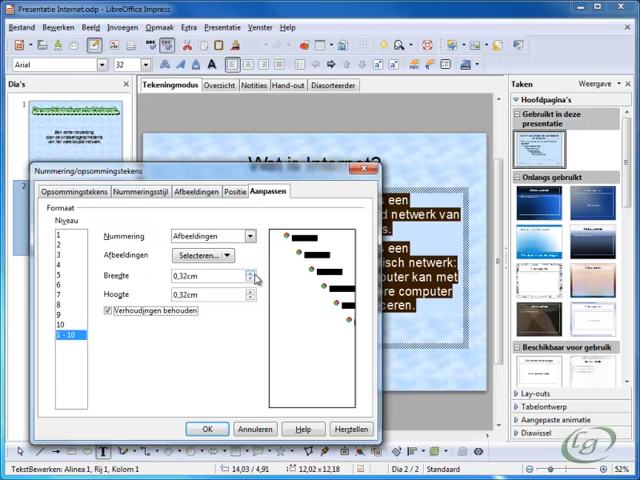 Presentatie Internet.odp - LibreOffice Impress
Bestand Bewerken Beeld Invoegen Opmaak Extra Presentatie Venster Help
Arial 32
Dia's
Tekeningmodus Overzicht Notities Hand-out Diasorteerder
Taken Weergave
Hoofdpagina's
Gebruikt in deze presentatie
Onlangs gebruikt
Beschikbaar voor gebruik
Lay-outs
Tabelontwerp
Aangepaste animatie
Diawissel
1
2
Wat is Internet?
s een
d netwerk van
s.
s een
isch netwerk:
puter kan met
re computer
ceren.
Nummering/opsommingstekens
Opsommingstekens Nummeringsstijl Afbeeldingen Positie Aanpassen
Formaat
Niveau
1
2
3
4
5
6
7
8
9
10
1 - 10
Nummering Afbeeldingen
Afbeeldingen Selecteren...
Breedte 0,32cm
Hoogte 0,32cm
Verhoudingen behouden
OK Annuleren Help Herstellen
lg
TekstBewerken: Alinea 1, Rij 1, Kolom 1 14,03 / 4,91 12,02 x 12,18 Dia 2 / 2 Standaard 52%